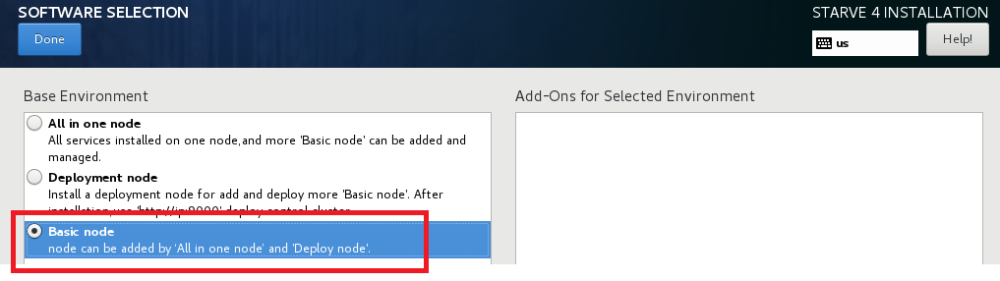 SOFTWARE SELECTION
STARVE 4 INSTALLATION
Done
us
Help!
Base Environment
Add-Ons for Selected Environment
All in one node
All services installed on one node,and more 'Basic node' can be added and
managed.
Deployment node
Install a deployment node for add and deploy more 'Basic node'. After
installation,use 'http://ip:9000' deploy control cluster.
Basic node
node can be added by 'All in one node' and 'Deploy node'.